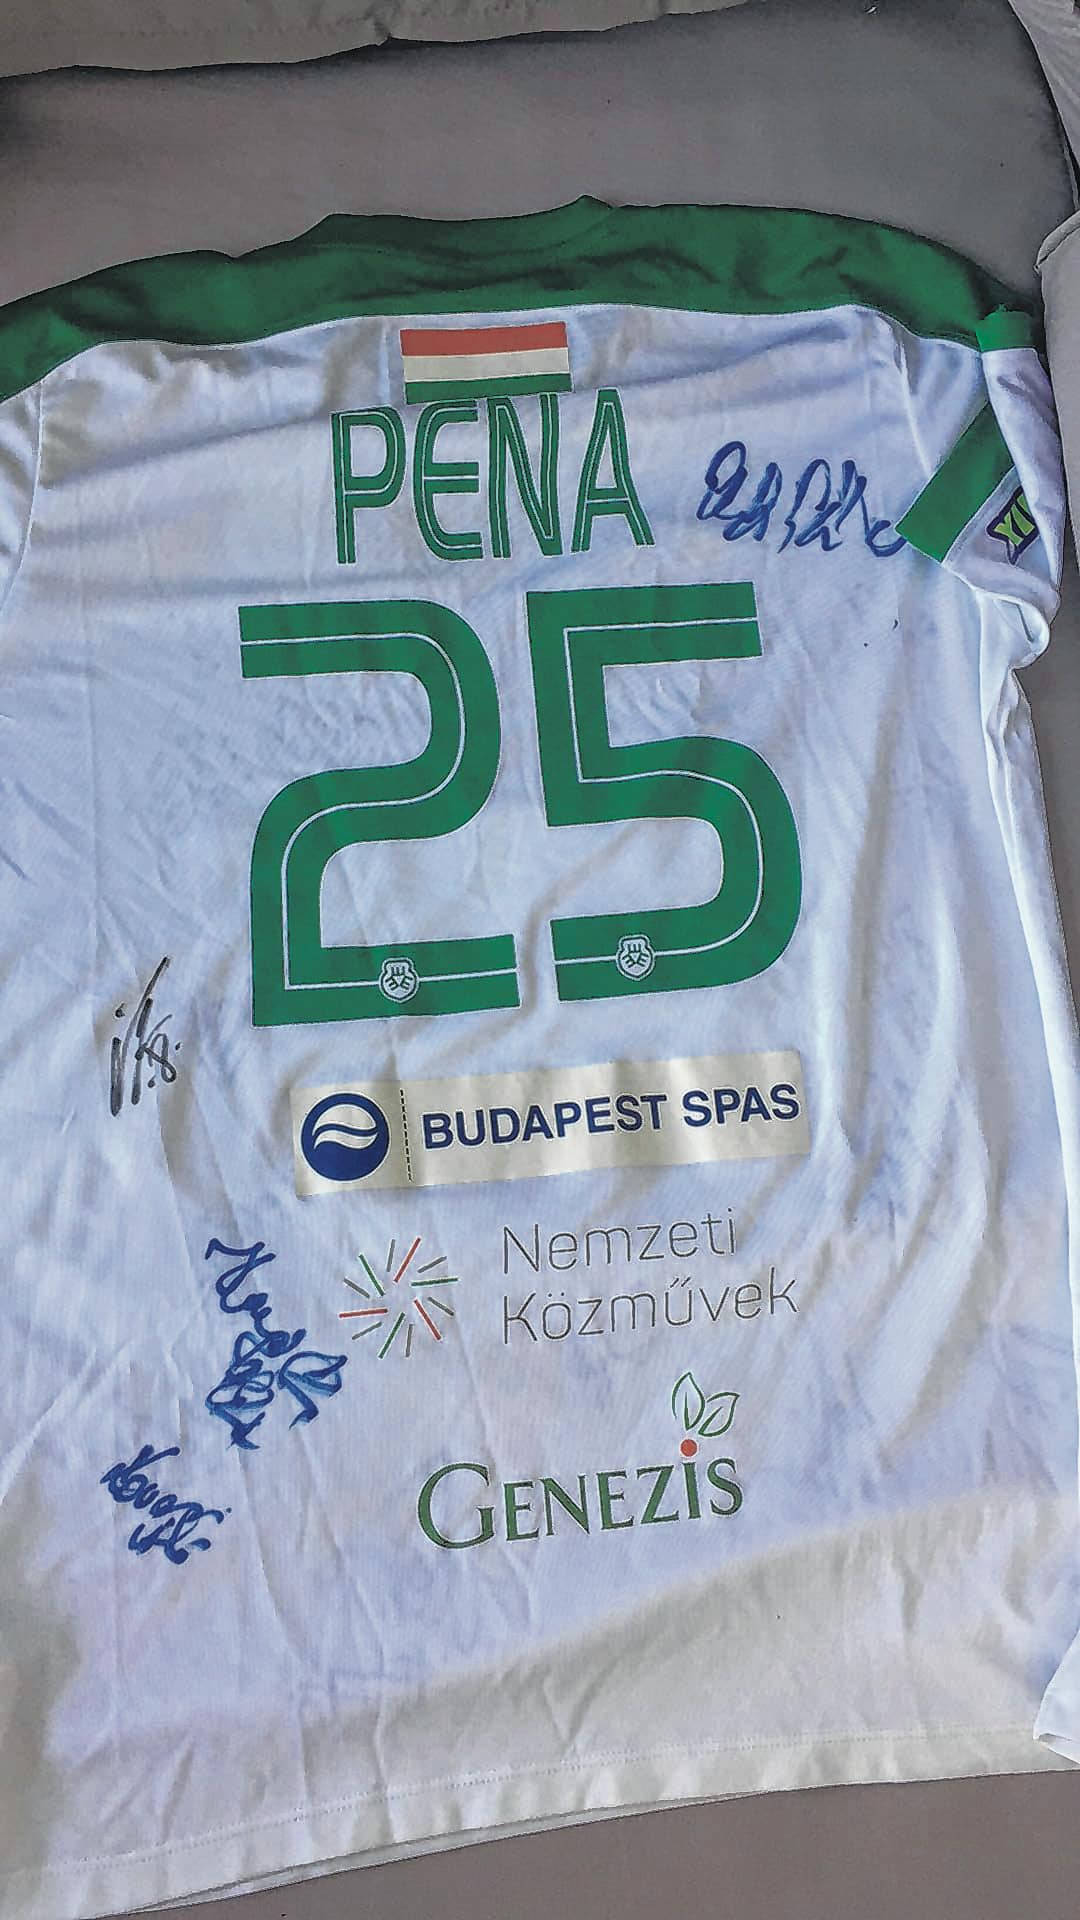 PENA
25
BUDAPEST SPAS
Nemzeti
Közművek
GENEZIS